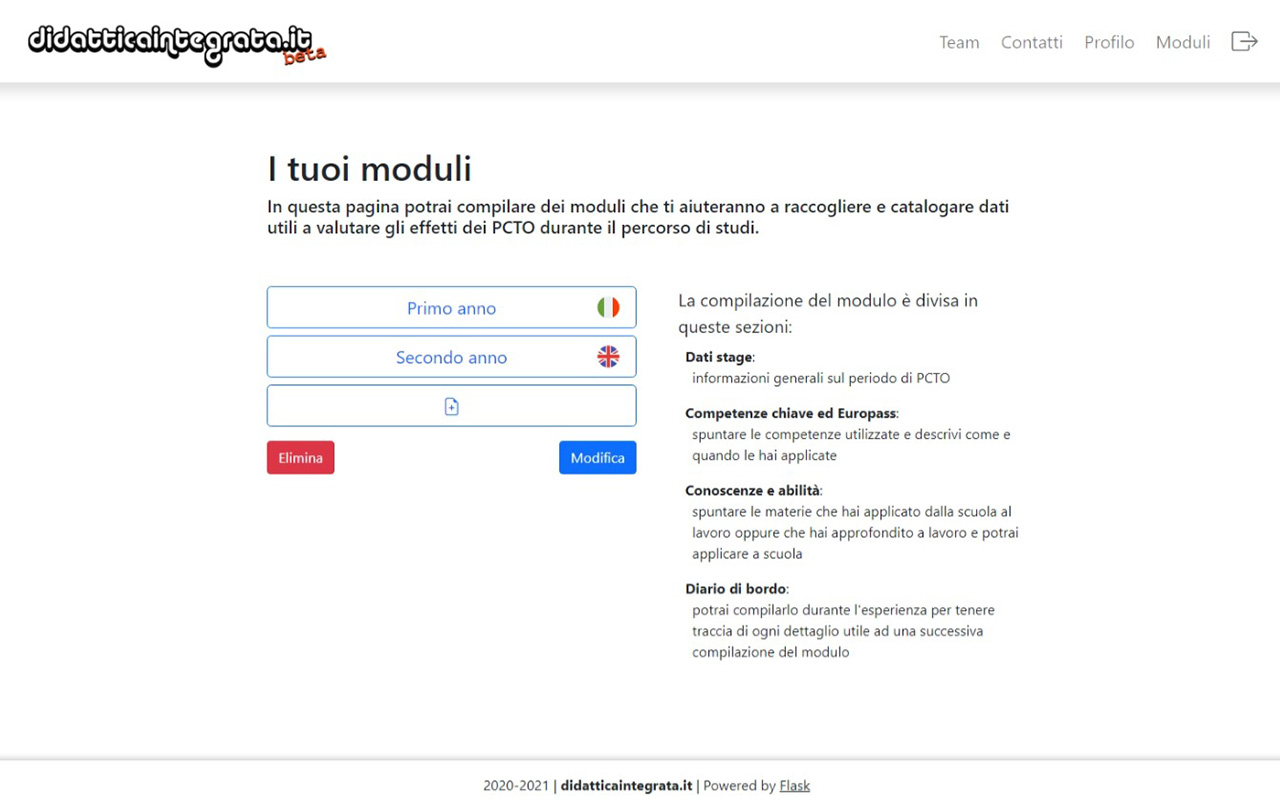 didatticaintegrata.it
beta
Team Contatti Profilo Moduli
I tuoi moduli
In questa pagina potrai compilare dei moduli che ti aiuteranno a raccogliere e catalogare dati
utili a valutare gli effetti dei PCTO durante il percorso di studi.
Primo anno
Secondo anno
Elimina
Modifica
La compilazione del modulo è divisa in
queste sezioni:
Dati stage:
informazioni generali sul periodo di PCTO
Competenze chiave ed Europass:
spuntare le competenze utilizzate e descrivi come e
quando le hai applicate
Conoscenze e abilità:
spuntare le materie che hai applicato dalla scuola al
lavoro oppure che hai approfondito a lavoro e potrai
applicare a scuola
Diario di bordo:
potrai compilarlo durante l'esperienza per tenere
traccia di ogni dettaglio utile ad una successiva
compilazione del modulo
2020-2021 | didatticaintegrata.it | Powered by Flask